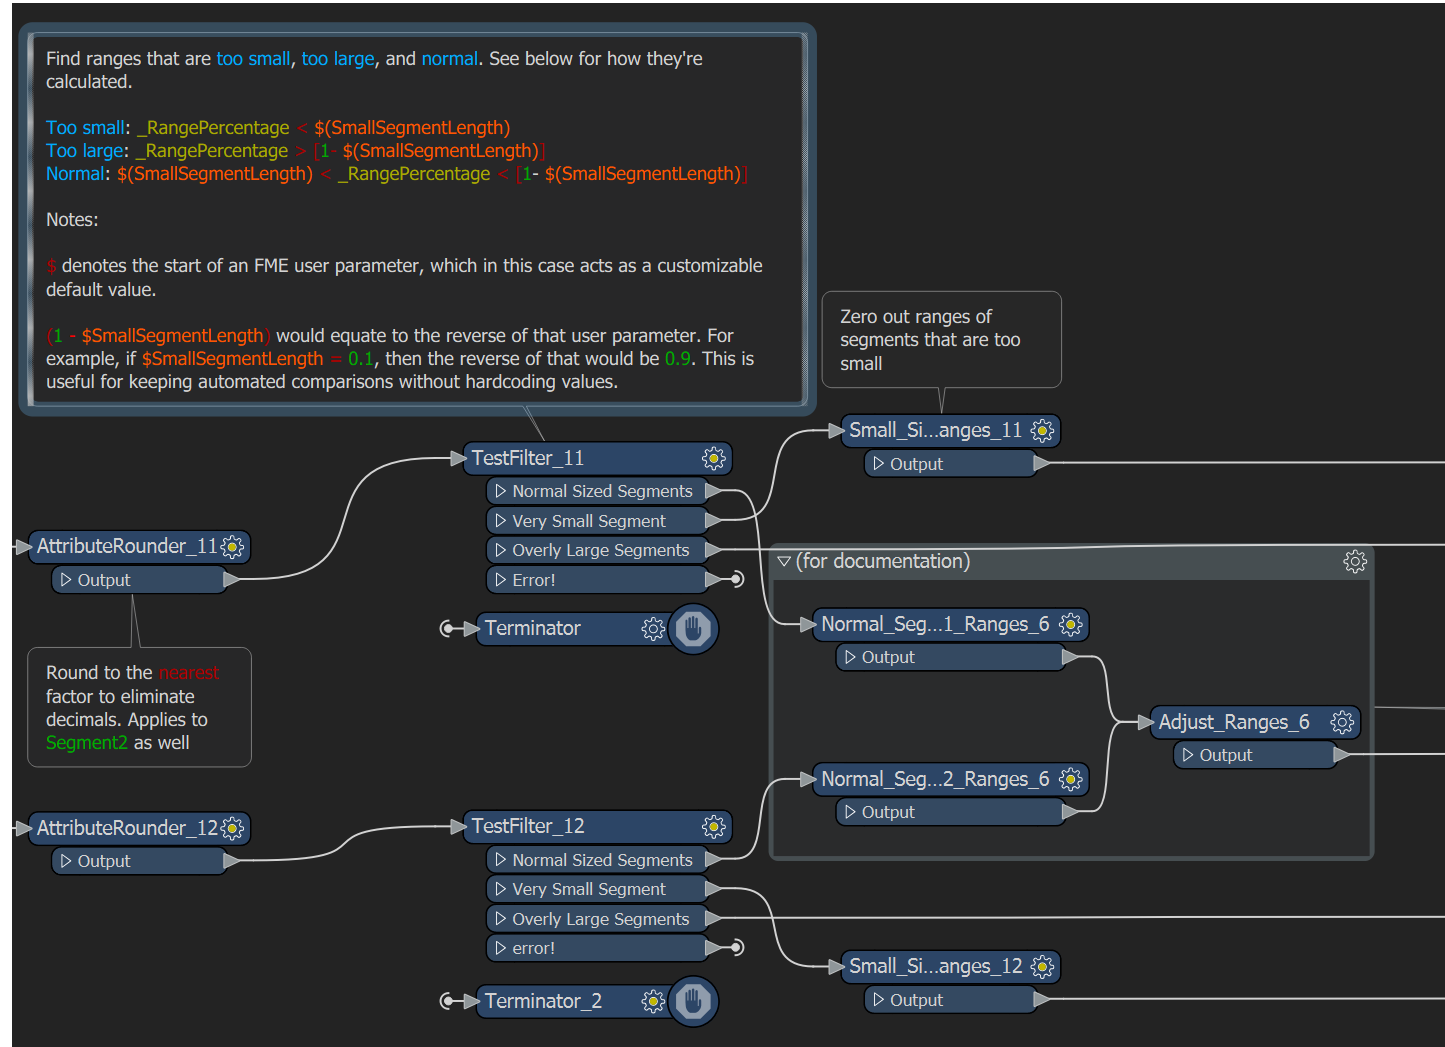 Find ranges that are too small, too large, and normal. See below for how they're
calculated.
Too small: _RangePercentage < $(SmallSegmentLength)
Too large: _RangePercentage > [1- $(SmallSegmentLength)]
Normal: $(SmallSegmentLength) < _RangePercentage < [1- $(SmallSegmentLength)]
Notes:
$ denotes the start of an FME user parameter, which in this case acts as a customizable
default value.
(1 - $SmallSegmentLength) would equate to the reverse of that user parameter. For
example, if $SmallSegmentLength = 0.1, then the reverse of that would be 0.9. This is
useful for keeping automated comparisons without hardcoding values.
Zero out ranges of
segments that are too
small
Small_Si...anges_11
Output
TestFilter_11
Normal Sized Segments
Very Small Segment
Overly Large Segments
Error!
AttributeRounder_11
Output
Terminator
Round to the nearest
factor to eliminate
decimals. Applies to
Segment2 as well
(for documentation)
Normal_Seg...1_Ranges_6
Output
Adjust_Ranges_6
Output
Normal_Seg...2_Ranges_6
Output
AttributeRounder_12
Output
TestFilter_12
Normal Sized Segments
Very Small Segment
Overly Large Segments
error!
Terminator_2
Small_Si...anges_12
Output